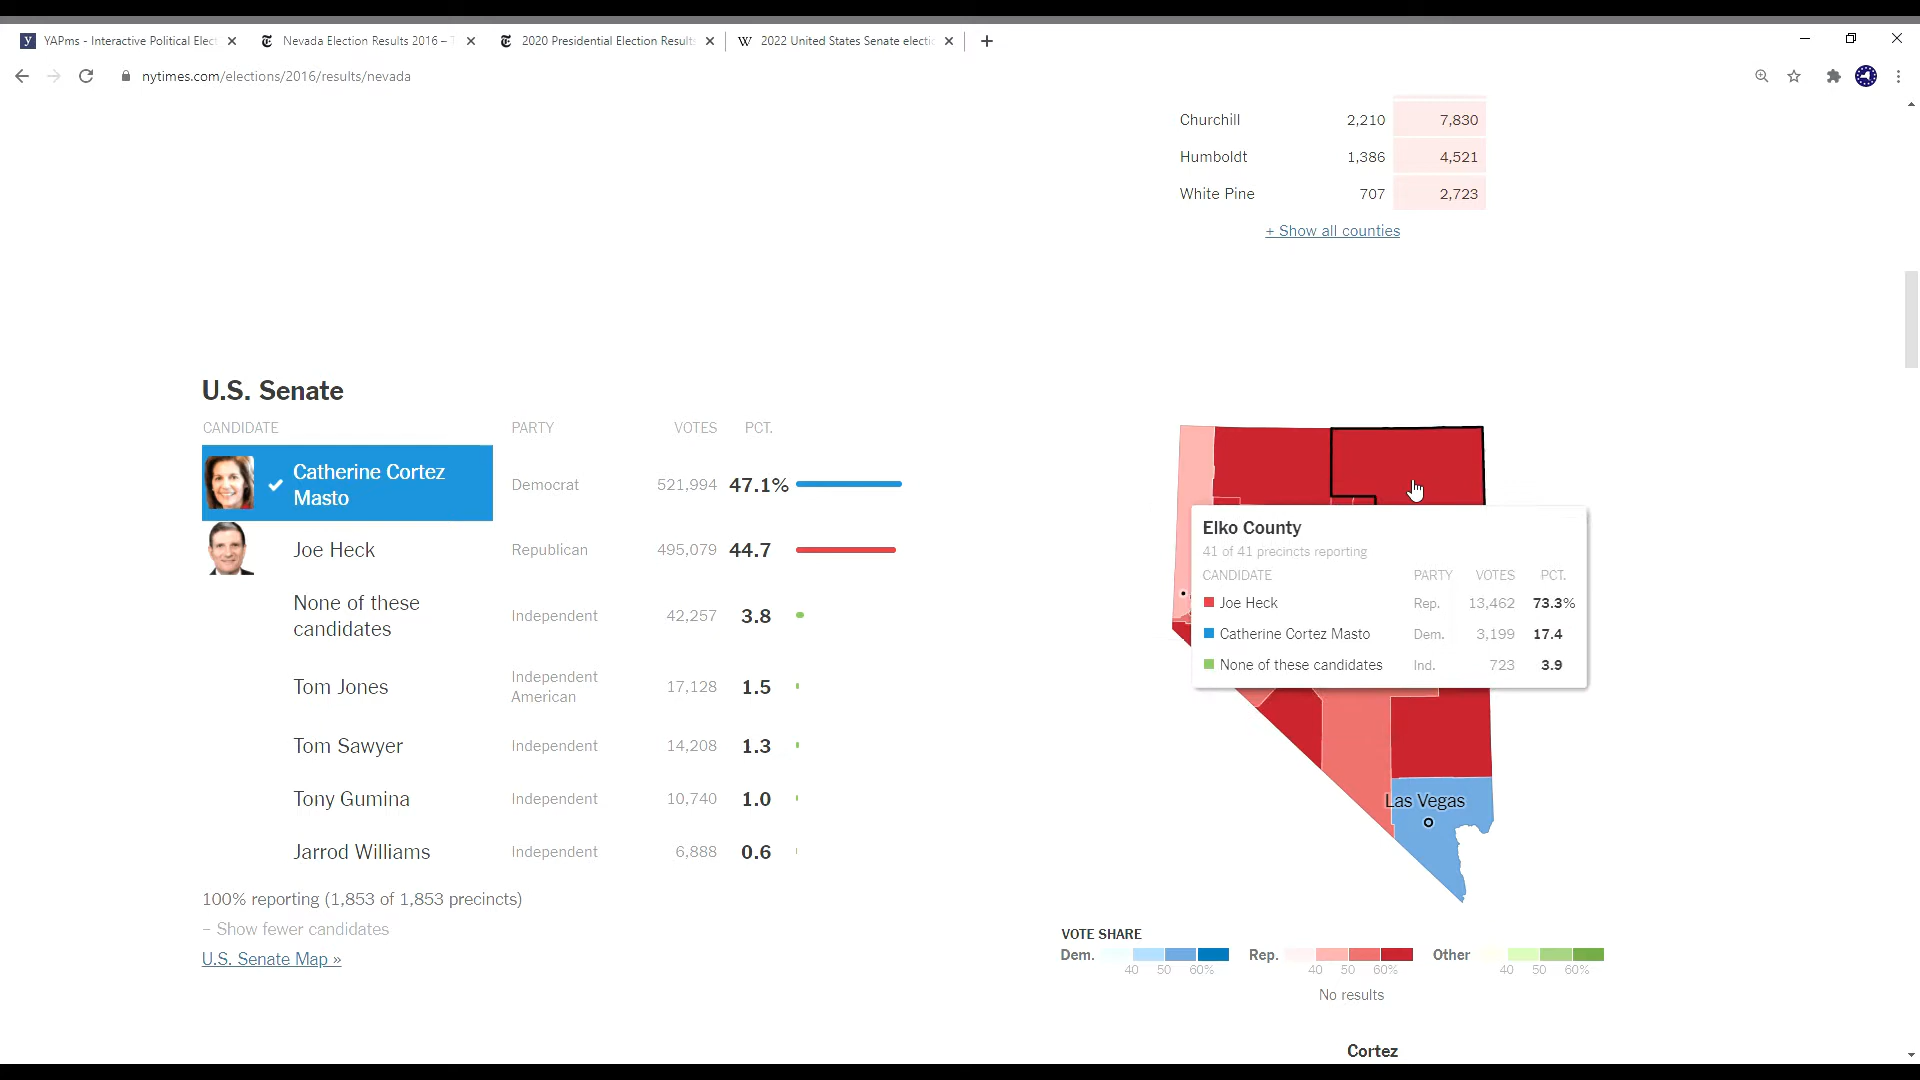 YAPms - Interactive Political Elec
Nevada Election Results 2016 –
2020 Presidential Election Results
2022 United States Senate electi
nytimes.com/elections/2016/results/nevada
Churchill 2,210 7,830
Humboldt 1,386 4,521
White Pine 707 2,723
+ Show all counties
U.S. Senate
CANDIDATE PARTY VOTES PCT.
Catherine Cortez Masto Democrat 521,994 47.1%
Joe Heck Republican 495,079 44.7
None of these candidates Independent 42,257 3.8
Tom Jones Independent American 17,128 1.5
Tom Sawyer Independent 14,208 1.3
Tony Gumina Independent 10,740 1.0
Jarrod Williams Independent 6,888 0.6
100% reporting (1,853 of 1,853 precincts)
– Show fewer candidates
U.S. Senate Map »
Elko County
41 of 41 precincts reporting
CANDIDATE PARTY VOTES PCT.
Joe Heck Rep. 13,462 73.3%
Catherine Cortez Masto Dem. 3,199 17.4
None of these candidates Ind. 723 3.9
Las Vegas
VOTE SHARE
Dem. Rep. Other
40 50 60% 40 50 60% 40 50 60%
No results
Cortez